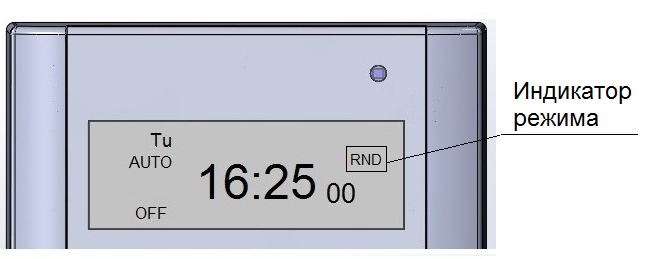 Tu
AUTO
16:25 00
RND
OFF
Индикатор
режима